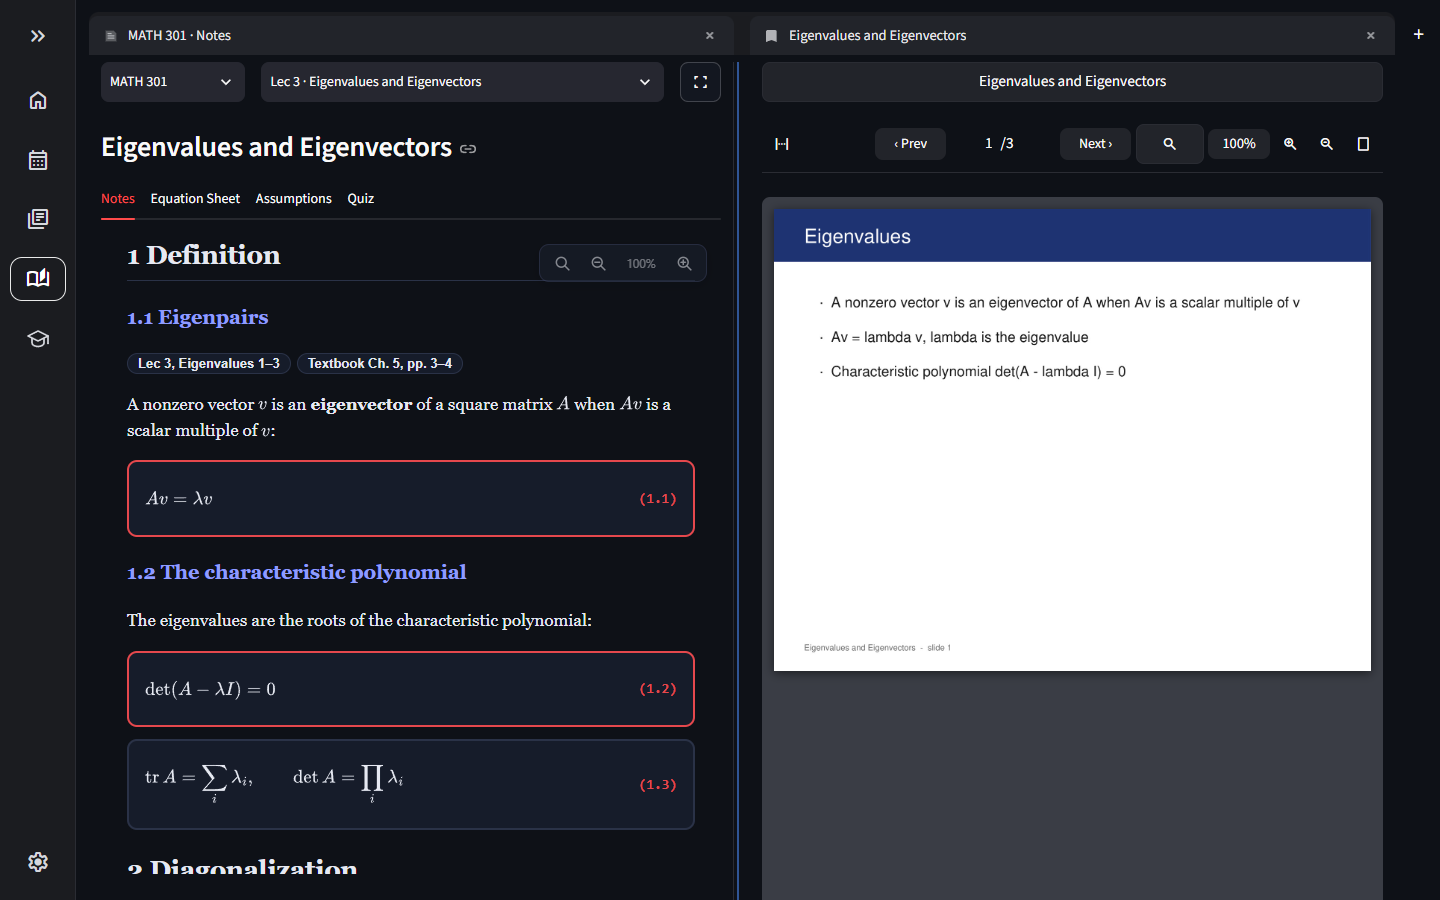 MATH 301 · Notes
Eigenvalues and Eigenvectors
MATH 301
Lec 3 · Eigenvalues and Eigenvectors
Eigenvalues and Eigenvectors
Notes
Equation Sheet
Assumptions
Quiz
1 Definition
100%
1.1 Eigenpairs
Lec 3, Eigenvalues 1–3
Textbook Ch. 5, pp. 3–4
A nonzero vector v is an eigenvector of a square matrix A when Av is a
scalar multiple of v:
Av = λv (1.1)
1.2 The characteristic polynomial
The eigenvalues are the roots of the characteristic polynomial:
det(A − λI) = 0 (1.2)
tr A = ∑_i λ_i, det A = ∏_i λ_i (1.3)
2 Diagonalization
Eigenvalues and Eigenvectors
‹ Prev
1 /3
Next ›
100%
Eigenvalues
· A nonzero vector v is an eigenvector of A when Av is a scalar multiple of v
· Av = lambda v, lambda is the eigenvalue
· Characteristic polynomial det(A - lambda I) = 0
Eigenvalues and Eigenvectors - slide 1